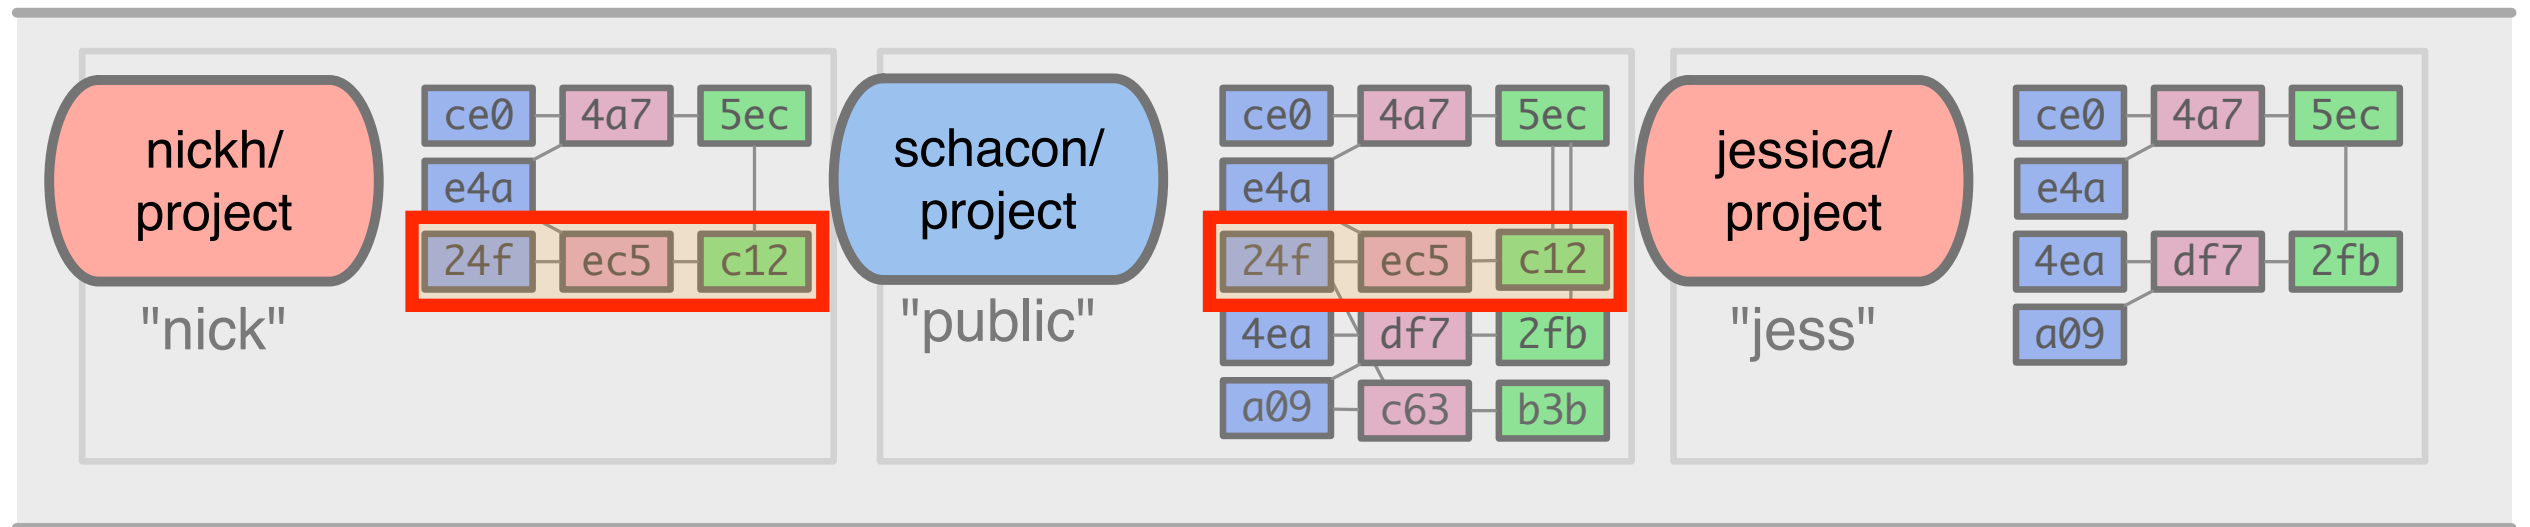 nickh/
project
"nick"
ce0 4a7 5ec
e4a
24f ec5 c12
schacon/
project
"public"
ce0 4a7 5ec
e4a
24f ec5 c12
4ea df7 2fb
a09 c63 b3b
jessica/
project
"jess"
ce0 4a7 5ec
e4a
4ea df7 2fb
a09